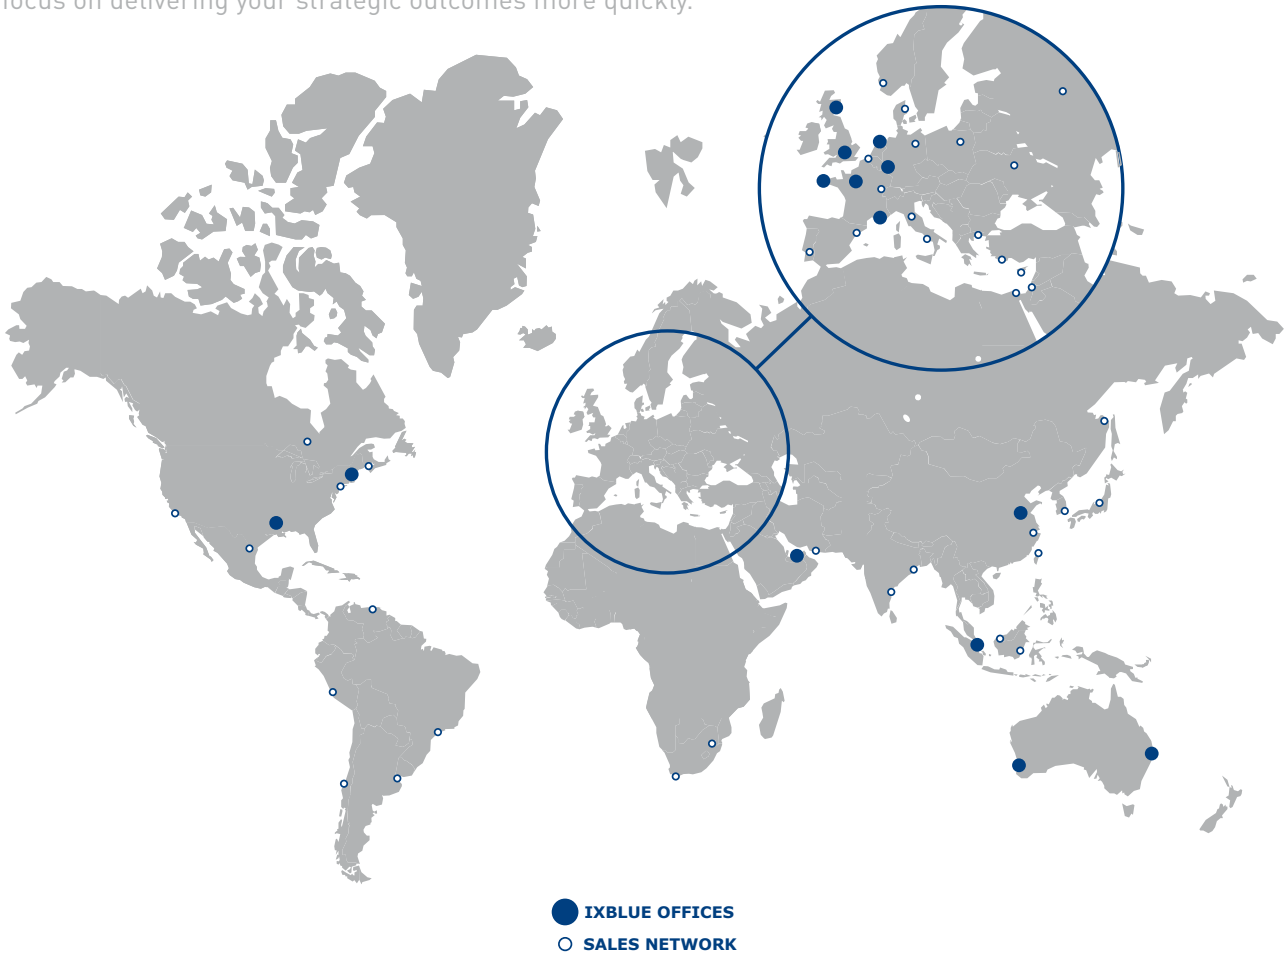 focus on delivering your strategic outcomes more quickly.
IXBLUE OFFICES
SALES NETWORK